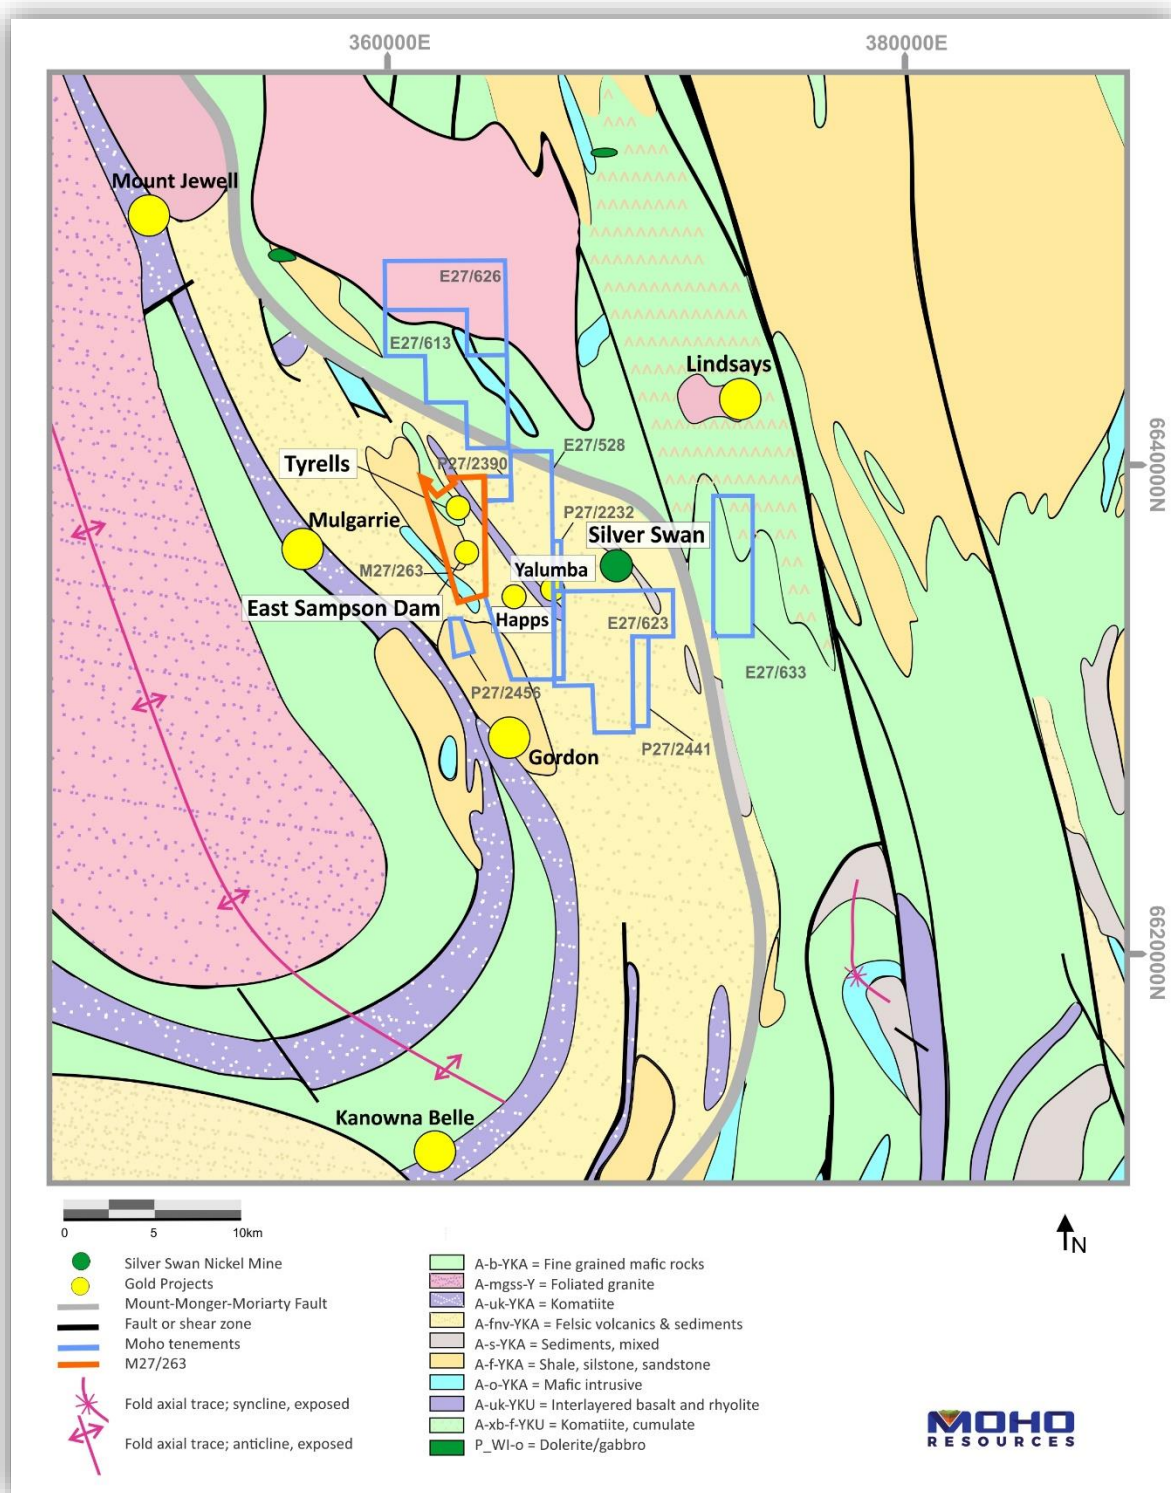 360000E
380000E
Mount Jewell
E27/626
E27/613
Lindsays
6640000N
E27/528
P27/2390
Tyrells
P27/2232
Mulgarrie
Silver Swan
M27/263
Yalumba
East Sampson Dam
Happs
E27/623
E27/633
P27/2456
P27/2441
Gordon
6620000N
Kanowna Belle
0 5 10km
N
Silver Swan Nickel Mine
Gold Projects
Mount-Monger-Moriarty Fault
Fault or shear zone
Moho tenements
M27/263
Fold axial trace; syncline, exposed
Fold axial trace; anticline, exposed
A-b-YKA = Fine grained mafic rocks
A-mgss-Y = Foliated granite
A-uk-YKA = Komatiite
A-fnv-YKA = Felsic volcanics & sediments
A-s-YKA = Sediments, mixed
A-f-YKA = Shale, silstone, sandstone
A-o-YKA = Mafic intrusive
A-uk-YKU = Interlayered basalt and rhyolite
A-xb-f-YKU = Komatiite, cumulate
P_WI-o = Dolerite/gabbro
MOHO
RESOURCES